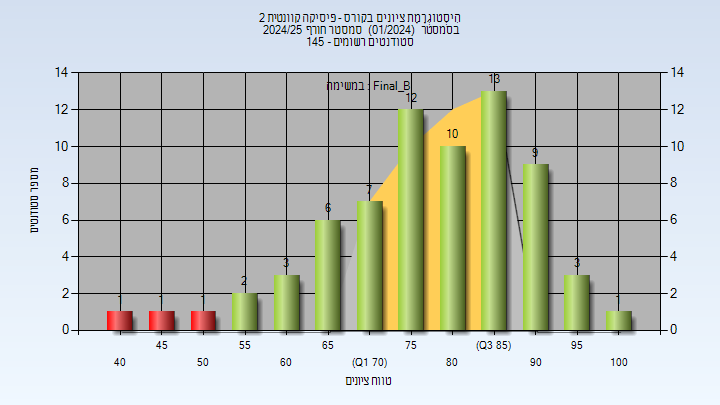 היסטוגרמת ציונים בקורס - פיסיקה קוונטית 2
בסמסטר (01/2024) סמסטר חורף 2024/25
סטודנטים רשומים - 145
במשימה : Final_B
מספר סטודנטים
14 14
12 12
10 10
8 8
6 6
4 4
2 2
0 0
1 1 1 2 3 6 7 12 10 13 9 3 1
45 55 65 75 (Q3 85) 95
40 50 60 (Q1 70) 80 90 100
טווח ציונים